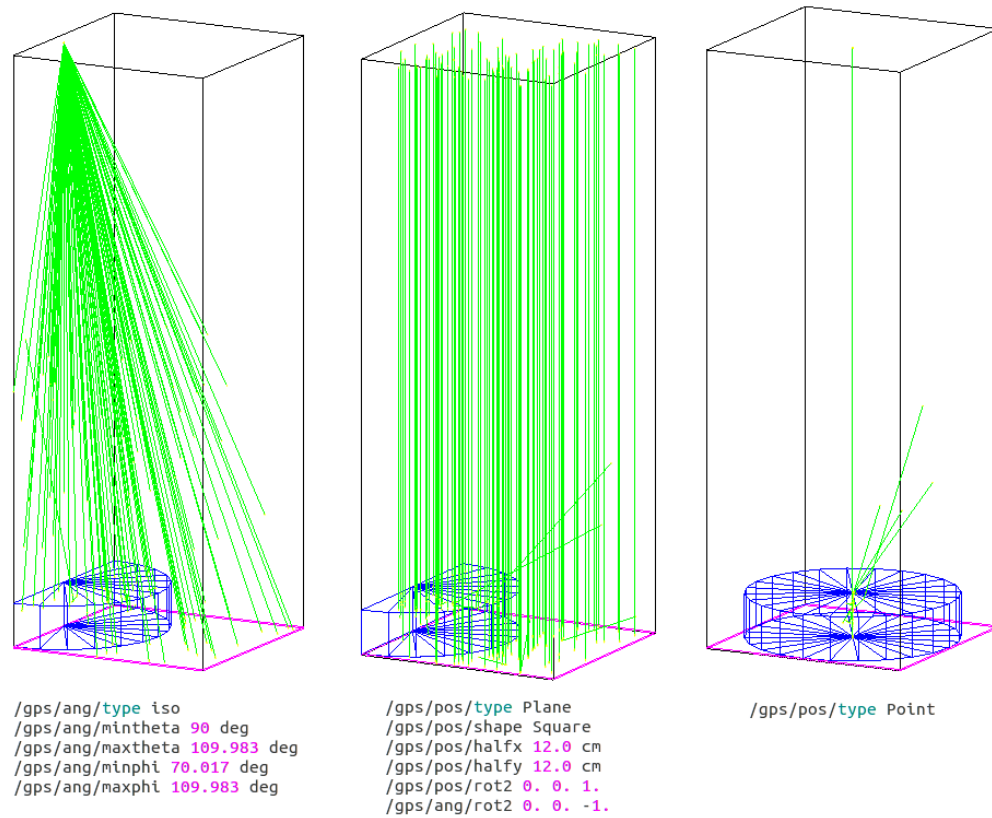 /gps/ang/type iso
/gps/ang/mintheta 90 deg
/gps/ang/maxtheta 109.983 deg
/gps/ang/minphi 70.017 deg
/gps/ang/maxphi 109.983 deg
/gps/pos/type Plane
/gps/pos/shape Square
/gps/pos/halfx 12.0 cm
/gps/pos/halfy 12.0 cm
/gps/pos/rot2 0. 0. 1.
/gps/ang/rot2 0. 0. -1.
/gps/pos/type Point